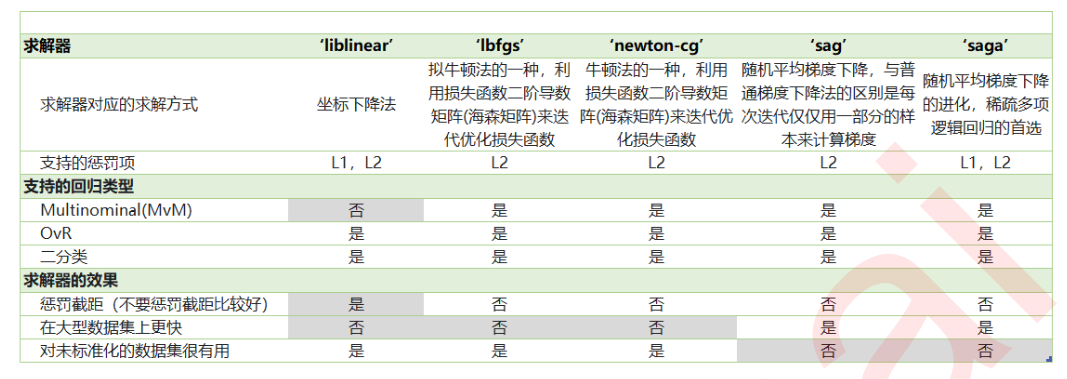 求解器 ‘liblinear’ ‘lbfgs’ ‘newton-cg’ ‘sag’ ‘saga’
求解器对应的求解方式 坐标下降法 拟牛顿法的一种，利用损失函数二阶导数矩阵(海森矩阵)来迭代优化损失函数 牛顿法的一种，利用损失函数二阶导数矩阵(海森矩阵)来迭代优化损失函数 随机平均梯度下降，与普通梯度下降法的区别是每次迭代仅仅用一部分的样本来计算梯度 随机平均梯度下降的进化，稀疏多项逻辑回归的首选
支持的惩罚项 L1，L2 L2 L2 L2 L1，L2
支持的回归类型
Multinominal(MvM) 否 是 是 是 是
OvR 是 是 是 是 是
二分类 是 是 是 是 是
求解器的效果
惩罚截距（不要惩罚截距比较好） 是 否 否 否 否
在大型数据集上更快 否 否 否 是 是
对未标准化的数据集很有用 是 是 是 否 否